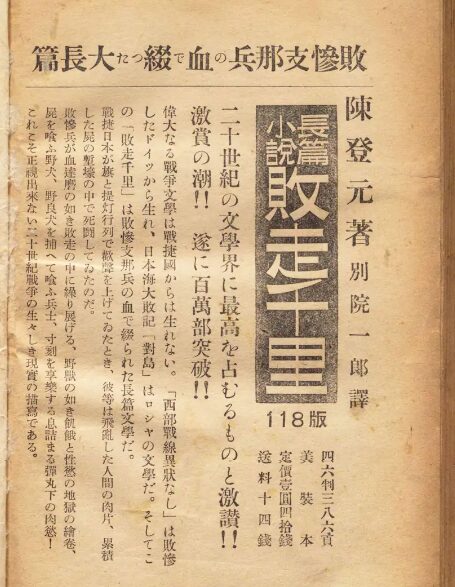 敗慘支那兵の血で綴つた大長篇
陳登元著 別院一郎譯
長篇小説 敗走千里
118版
四六判三八六頁
美裝本
定價壹圓四拾錢
送料十四錢
二十世紀の文學界に最高を占むるものと激讃!!
激賞の潮!! 遂に百萬部突破!!
偉大なる戰爭文學は戰捷國からは生れない。「西部戰線異狀なし」は敗慘
したドイツから生れ、日本海大敗記「對島」はロシヤの文學だ。そしてこ
の「敗走千里」は敗慘支那兵の血で綴られた長篇文學だ。
戰捷日本が旗と提灯行列で歡聲を上げてゐたとき、彼等は飛亂した人間の肉片、累積
した屍の塹壕の中で死鬪してゐたのだ。
敗慘兵が血達磨の如き敗走の中に繰り展げる、野獸の如き飢餓と性慾の地獄の繪卷、
屍を喰ふ野犬、野良犬を捕へて喰ふ兵士、寸刻を享樂する息詰まる彈丸下の肉慾!
これこそ正視出來ない二十世紀戰爭の生々しき現實の描寫である。